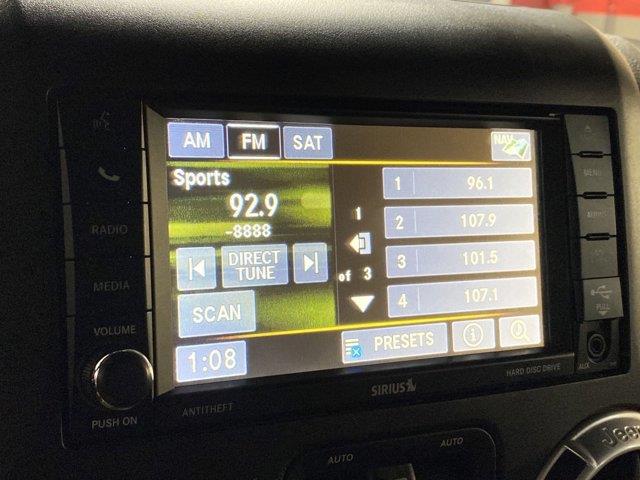 AM FM SAT NAV
Sports
92.9
-8888
DIRECT
TUNE
SCAN
1:08
1
of 3
1 96.1
2 107.9
3 101.5
4 107.1
PRESETS
RADIO
MEDIA
VOLUME
PUSH ON
ANTITHEFT
SIRIUS
HARD DISC DRIVE
MENU
PULL
AUX
AUTO
AUTO
Jeep